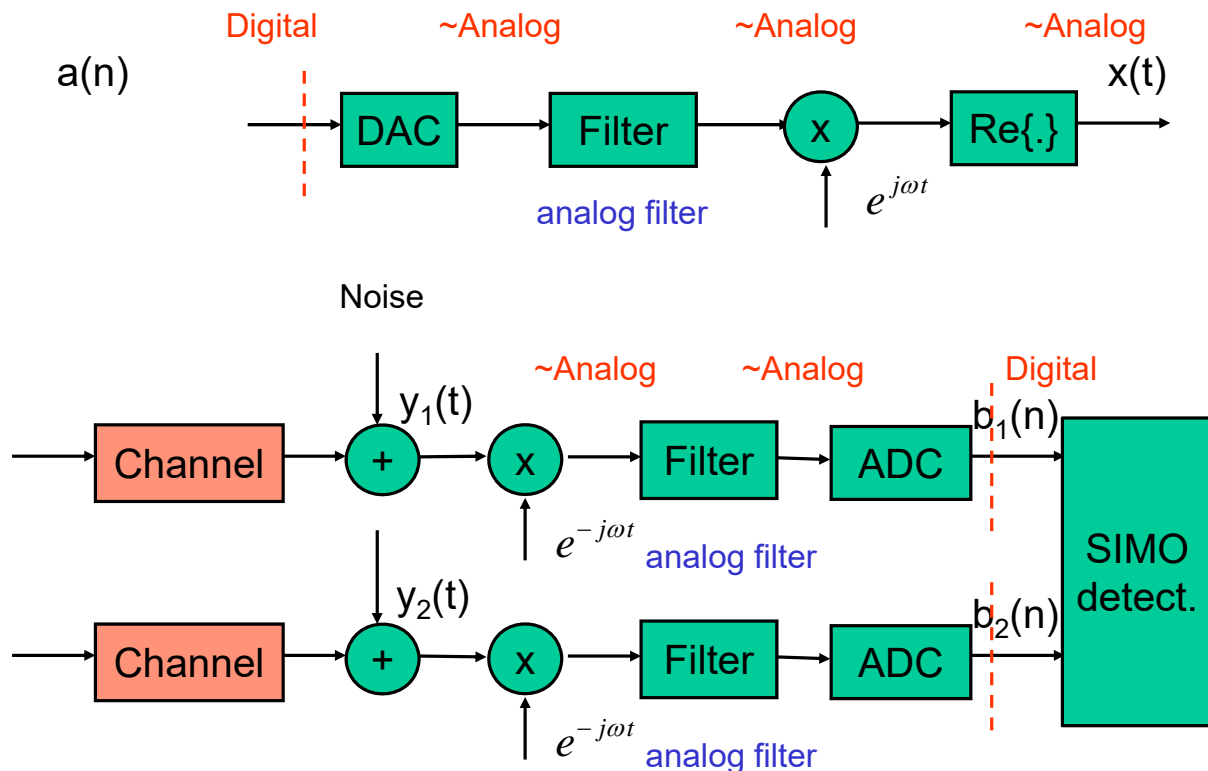 Digital ~Analog ~Analog ~Analog
a(n) x(t)
DAC Filter x Re{.}
analog filter e^{jωt}
Noise
~Analog ~Analog Digital
y₁(t) b₁(n)
Channel + x Filter ADC
e^{-jωt} analog filter
SIMO
detect.
y₂(t) b₂(n)
Channel + x Filter ADC
e^{-jωt} analog filter